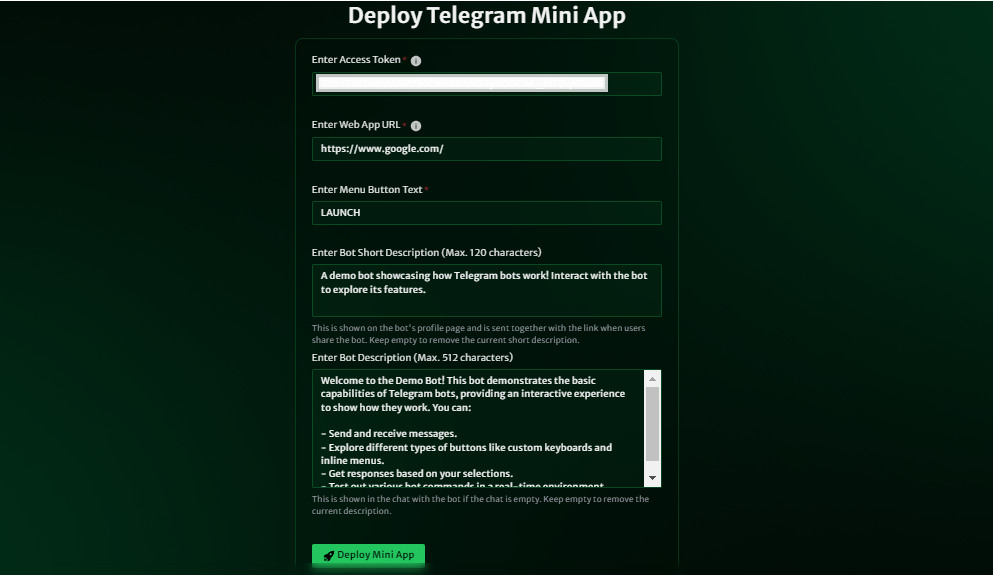 Deploy Telegram Mini App
Enter Access Token *
Enter Web App URL *
https://www.google.com/
Enter Menu Button Text *
LAUNCH
Enter Bot Short Description (Max. 120 characters)
A demo bot showcasing how Telegram bots work! Interact with the bot
to explore its features.
This is shown on the bot's profile page and is sent together with the link when users
share the bot. Keep empty to remove the current short description.
Enter Bot Description (Max. 512 characters)
Welcome to the Demo Bot! This bot demonstrates the basic
capabilities of Telegram bots, providing an interactive experience
to show how they work. You can:
- Send and receive messages.
- Explore different types of buttons like custom keyboards and
inline menus.
- Get responses based on your selections.
- Test out various bot commands in a real-time environment
This is shown in the chat with the bot if the chat is empty. Keep empty to remove the
current description.
Deploy Mini App